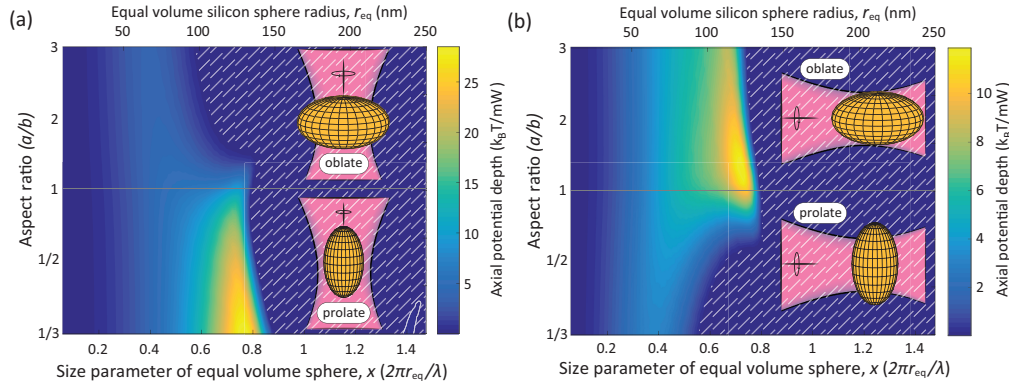 (a)
Equal volume silicon sphere radius, r_eq (nm)
50 100 150 200 250
3
2
1
1/2
1/3
Aspect ratio (a/b)
oblate
prolate
0.2 0.4 0.6 0.8 1 1.2 1.4
Size parameter of equal volume sphere, x (2πr_eq/λ)
25
20
15
10
5
Axial potential depth (k_BT/mW)
(b)
Equal volume silicon sphere radius, r_eq (nm)
50 100 150 200 250
3
2
1
1/2
1/3
Aspect ratio (a/b)
oblate
prolate
0.2 0.4 0.6 0.8 1 1.2 1.4
Size parameter of equal volume sphere, x (2πr_eq/λ)
10
8
6
4
2
Axial potential depth (k_BT/mW)